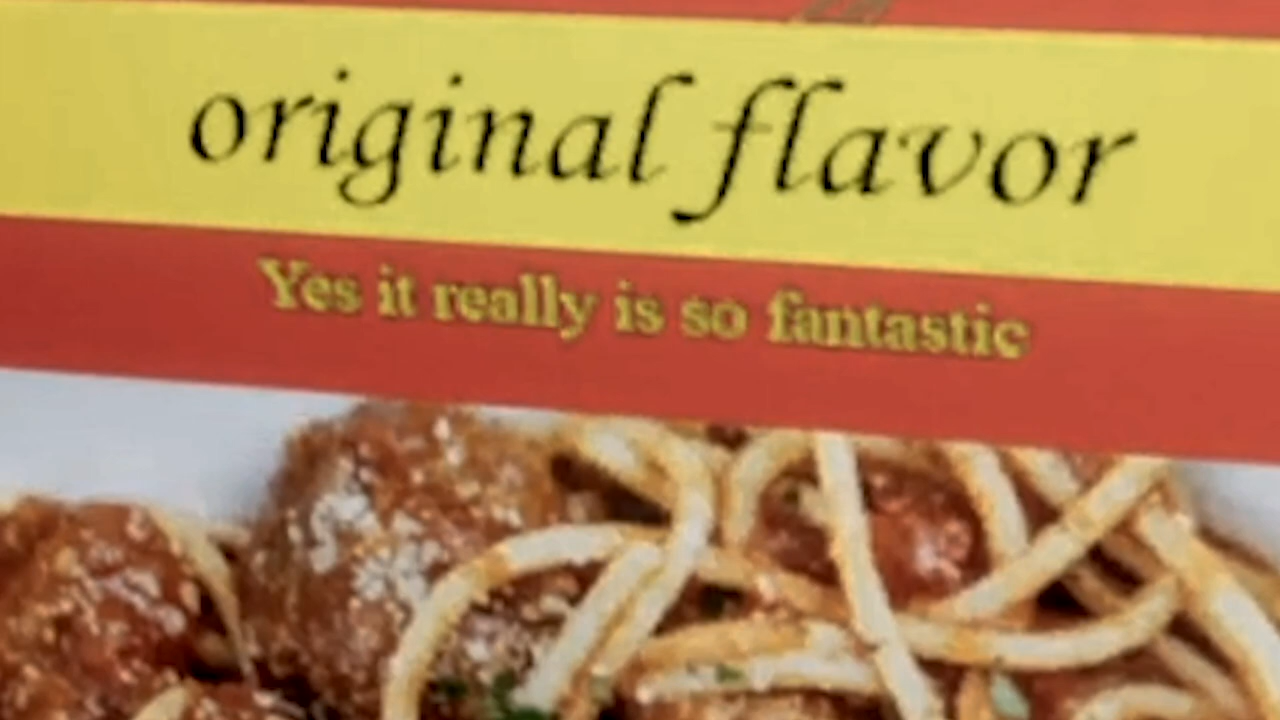 original flavor
Yes it really is so fantastic